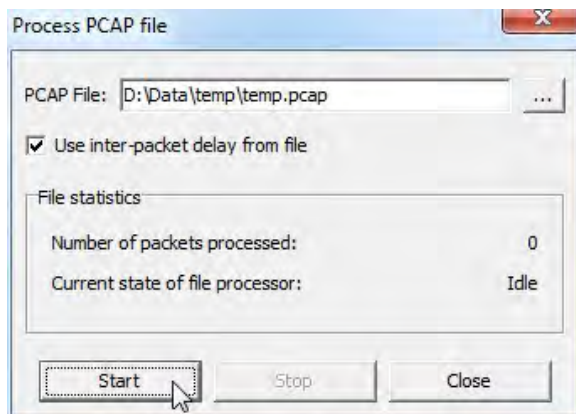 Process PCAP file
PCAP File: D:\Data\temp\temp.pcap ...
Use inter-packet delay from file
File statistics
Number of packets processed: 0
Current state of file processor: Idle
Start Stop Close